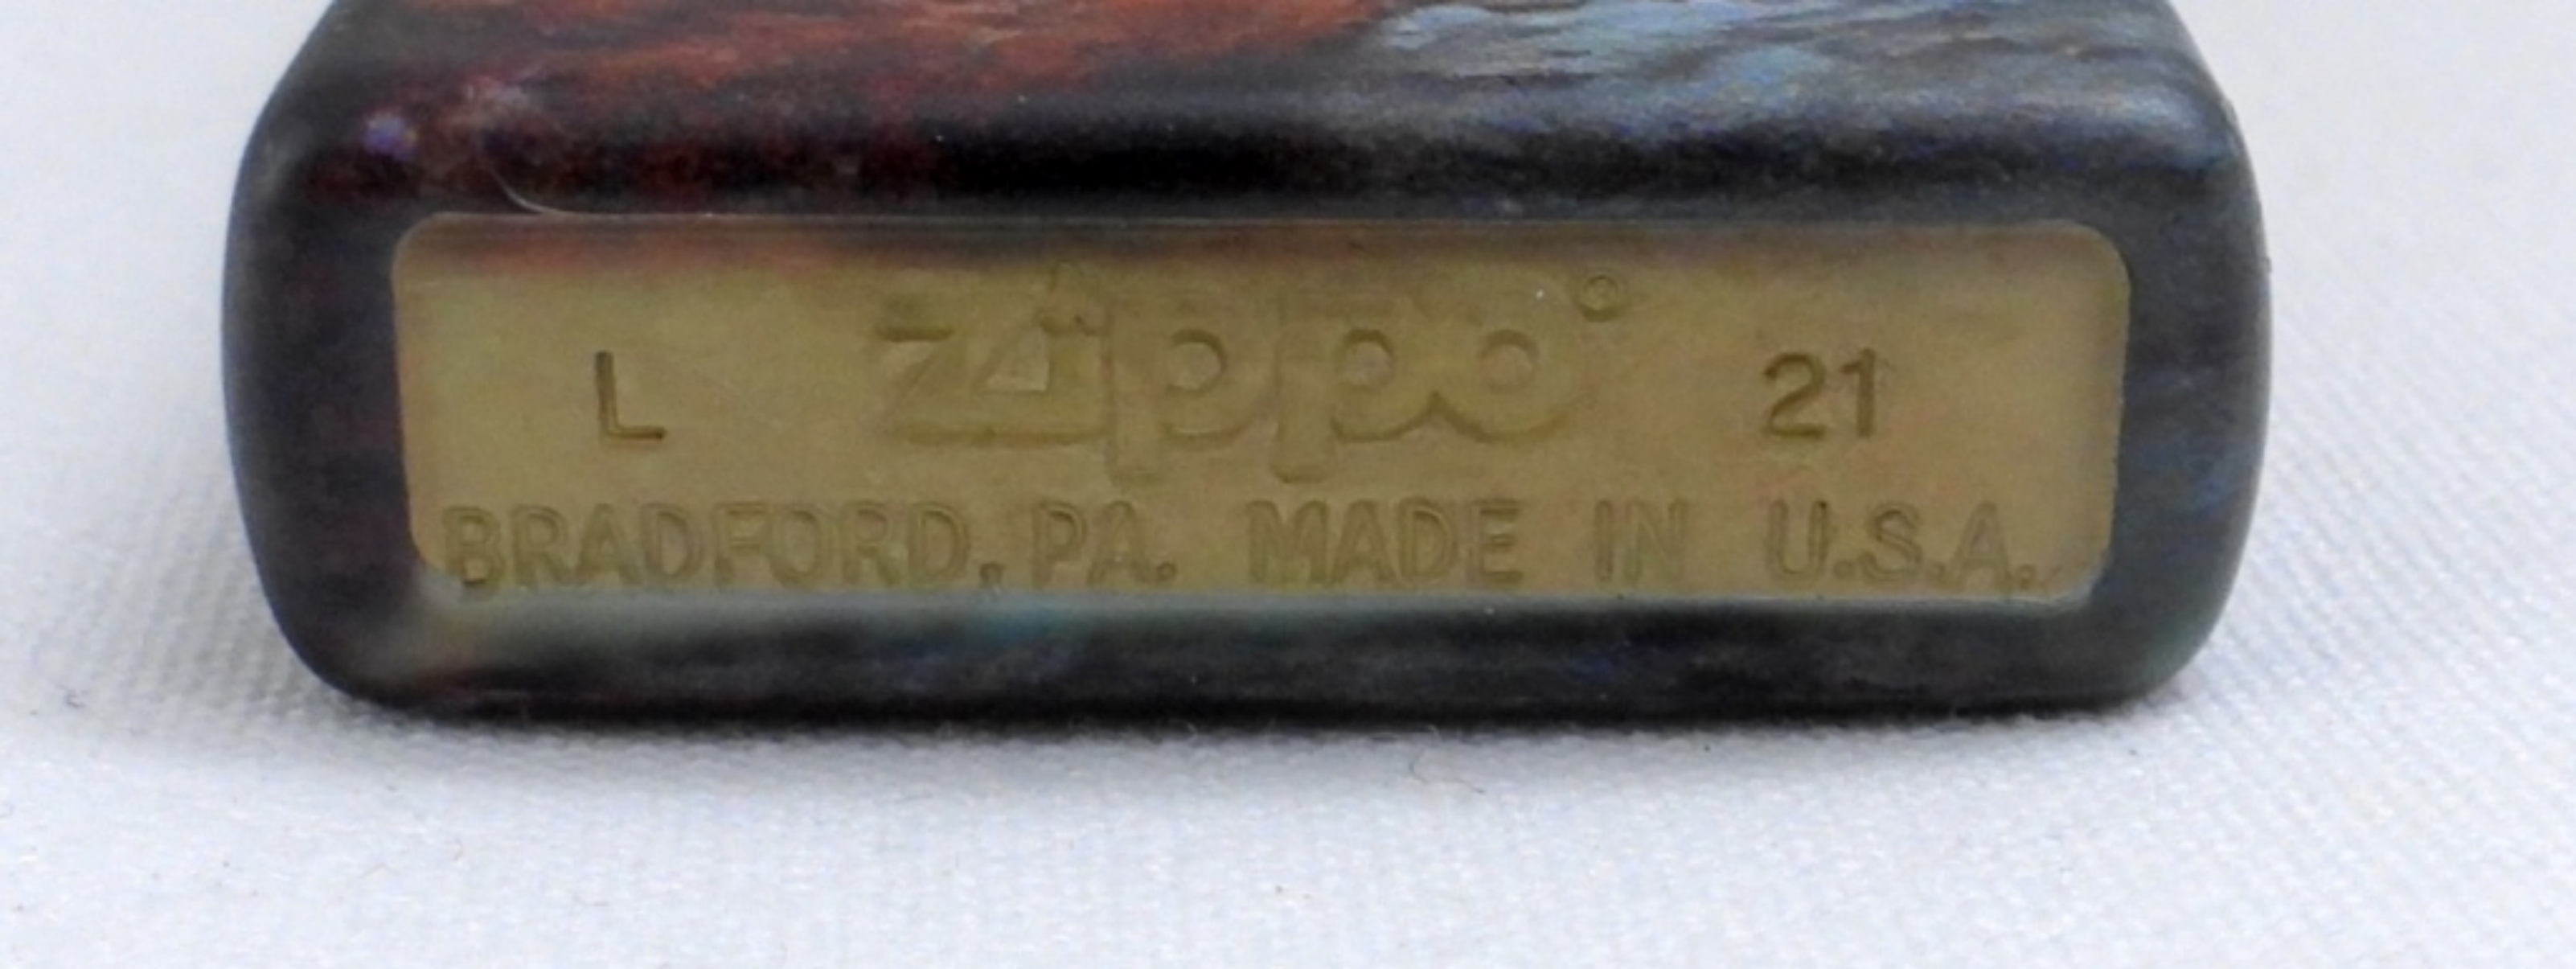 L Zippo® 21
BRADFORD, PA. MADE IN U.S.A.